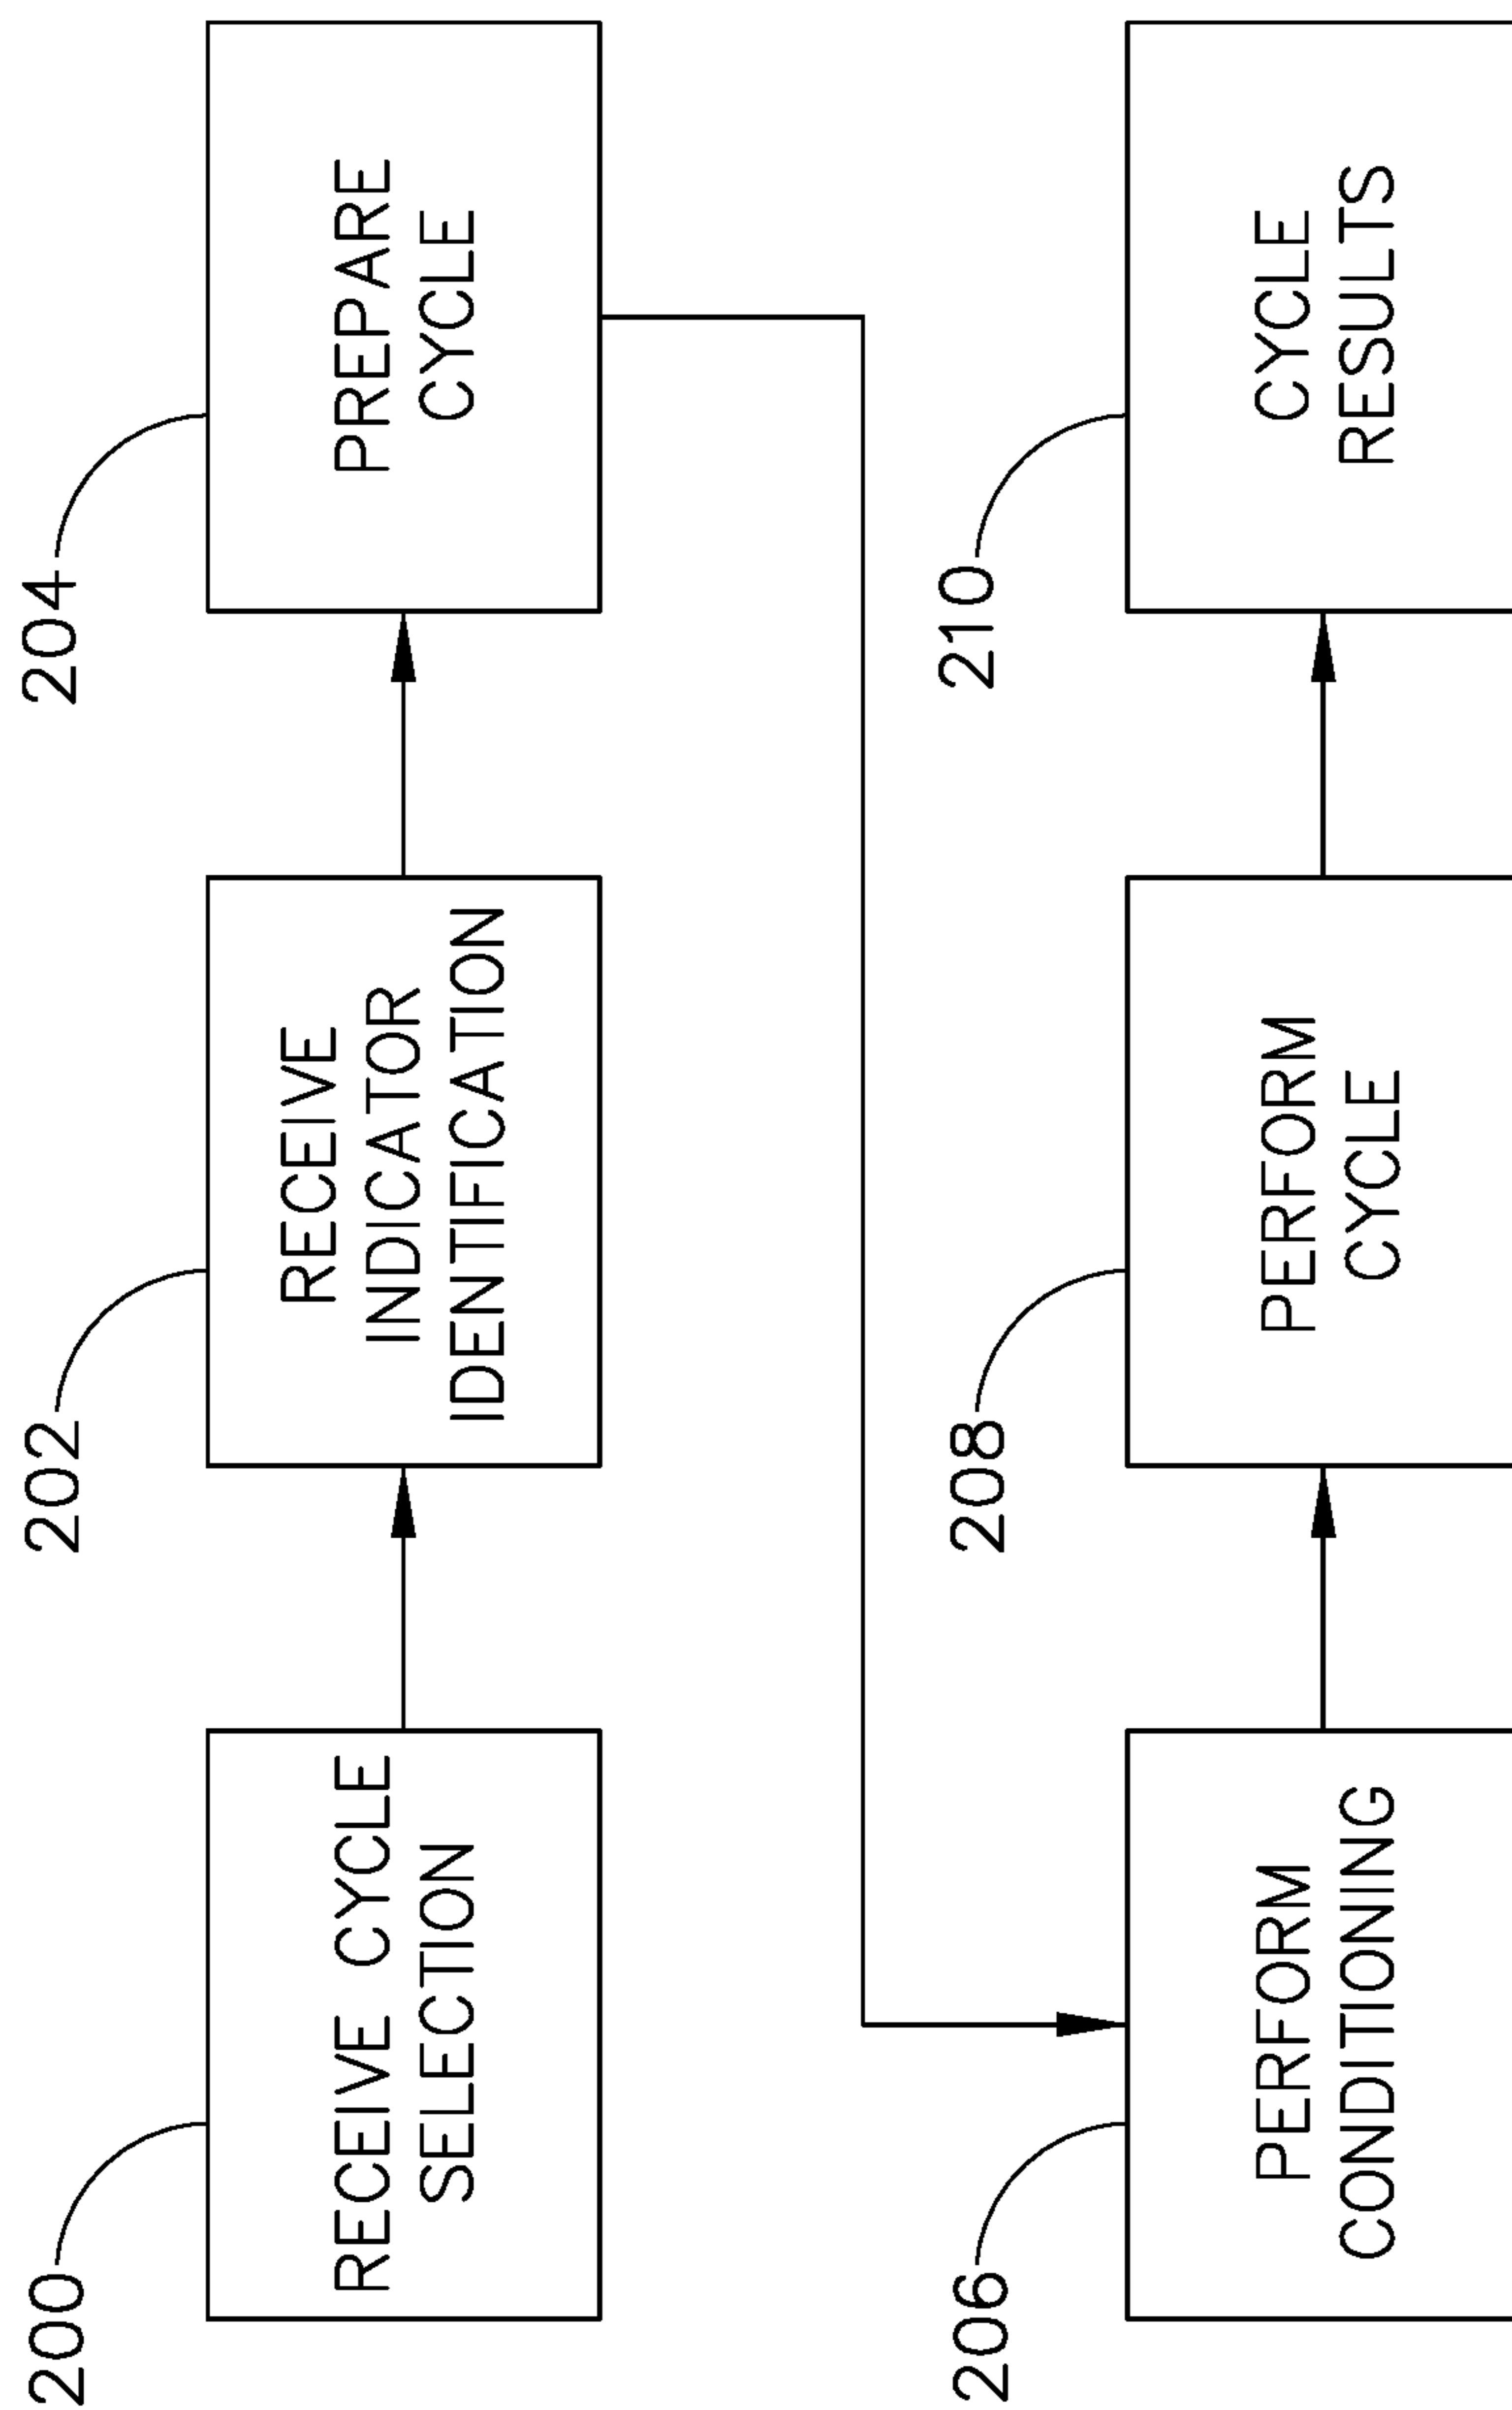 200
RECEIVE CYCLE
SELECTION
202
RECEIVE
INDICATOR
IDENTIFICATION
204
PREPARE
CYCLE
206
PERFORM
CONDITIONING
208
PERFORM
CYCLE
210
CYCLE
RESULTS